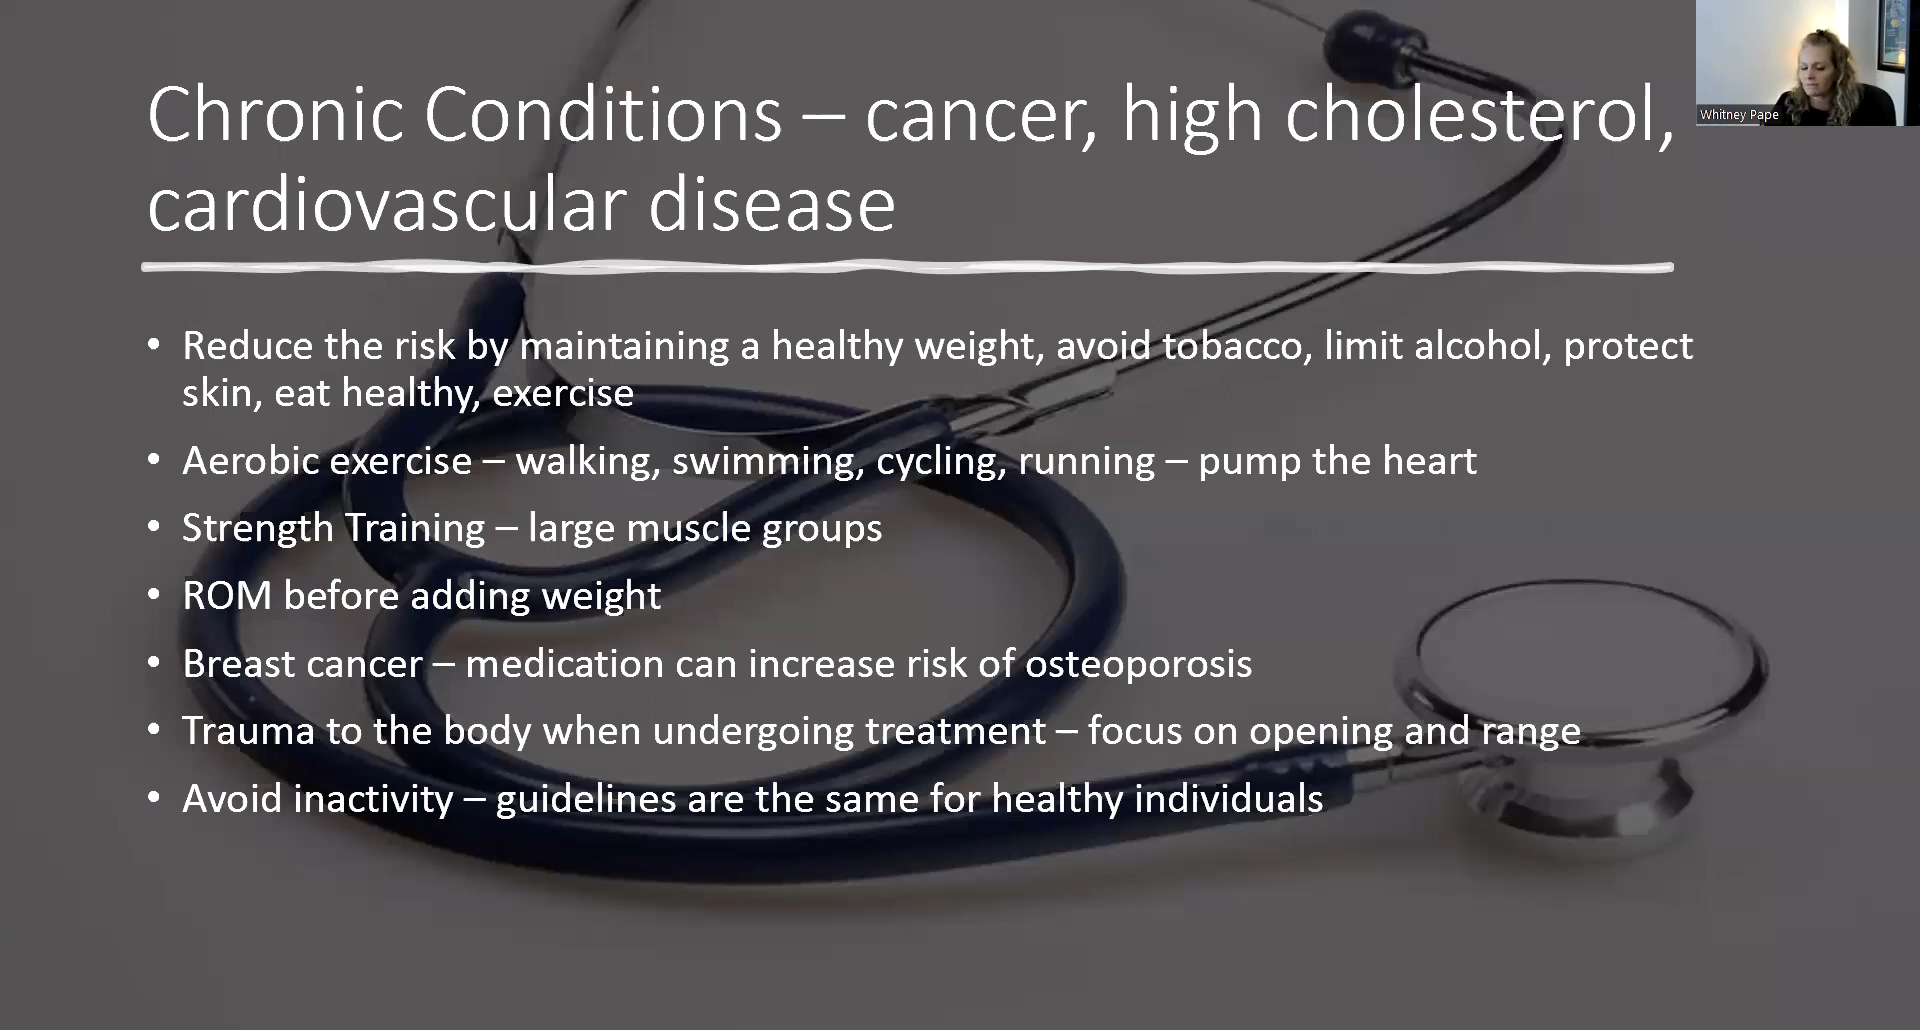 Chronic Conditions – cancer, high cholesterol,
cardiovascular disease
Whitney Pape
• Reduce the risk by maintaining a healthy weight, avoid tobacco, limit alcohol, protect
skin, eat healthy, exercise
• Aerobic exercise – walking, swimming, cycling, running – pump the heart
• Strength Training – large muscle groups
• ROM before adding weight
• Breast cancer – medication can increase risk of osteoporosis
• Trauma to the body when undergoing treatment – focus on opening and range
• Avoid inactivity – guidelines are the same for healthy individuals